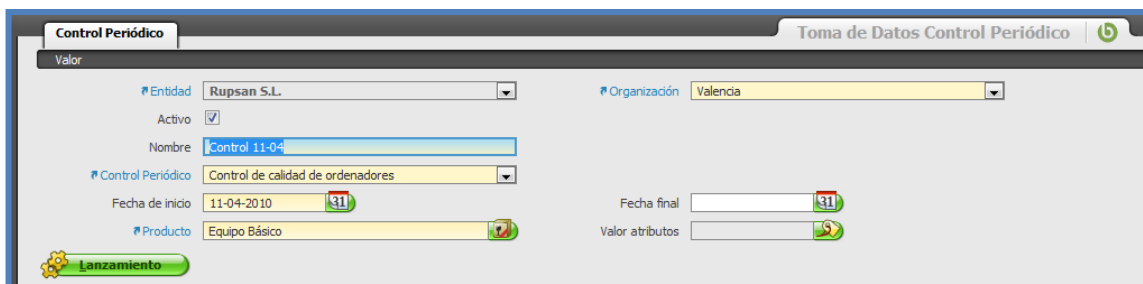 Control Periódico
Toma de Datos Control Periódico
Valor
Entidad Rupsan S.L. Organización Valencia
Activo
Nombre Control 11-04
Control Periódico Control de calidad de ordenadores
Fecha de inicio 11-04-2010 31 Fecha final 31
Producto Equipo Básico Valor atributos
Lanzamiento